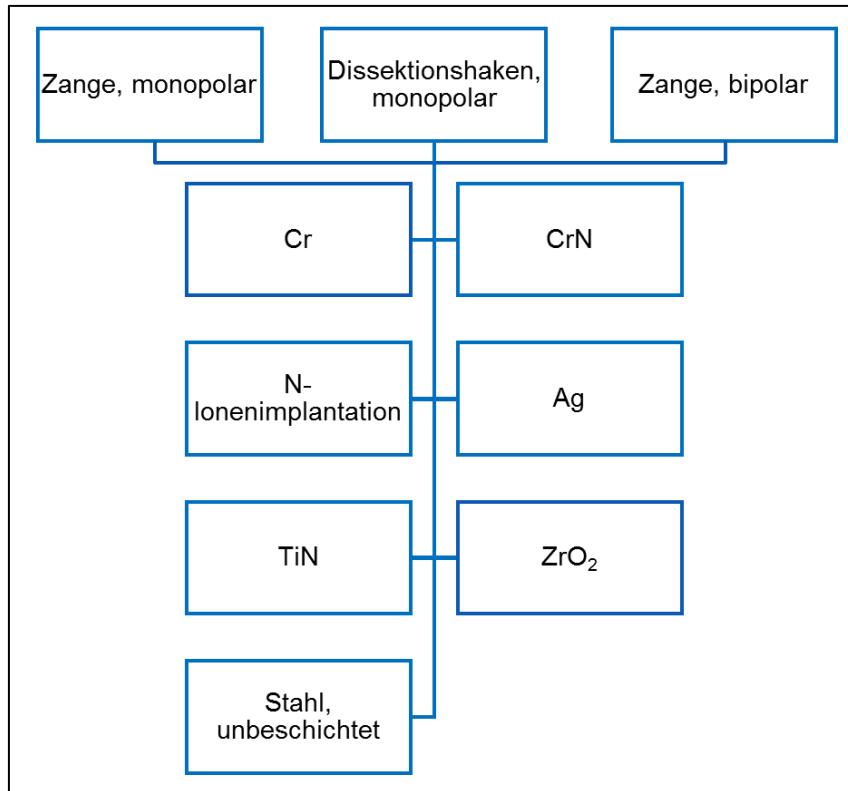 Zange, monopolar
Dissektionshaken,
monopolar
Zange, bipolar
Cr
CrN
N-
Ionenimplantation
Ag
TiN
ZrO₂
Stahl,
unbeschichtet